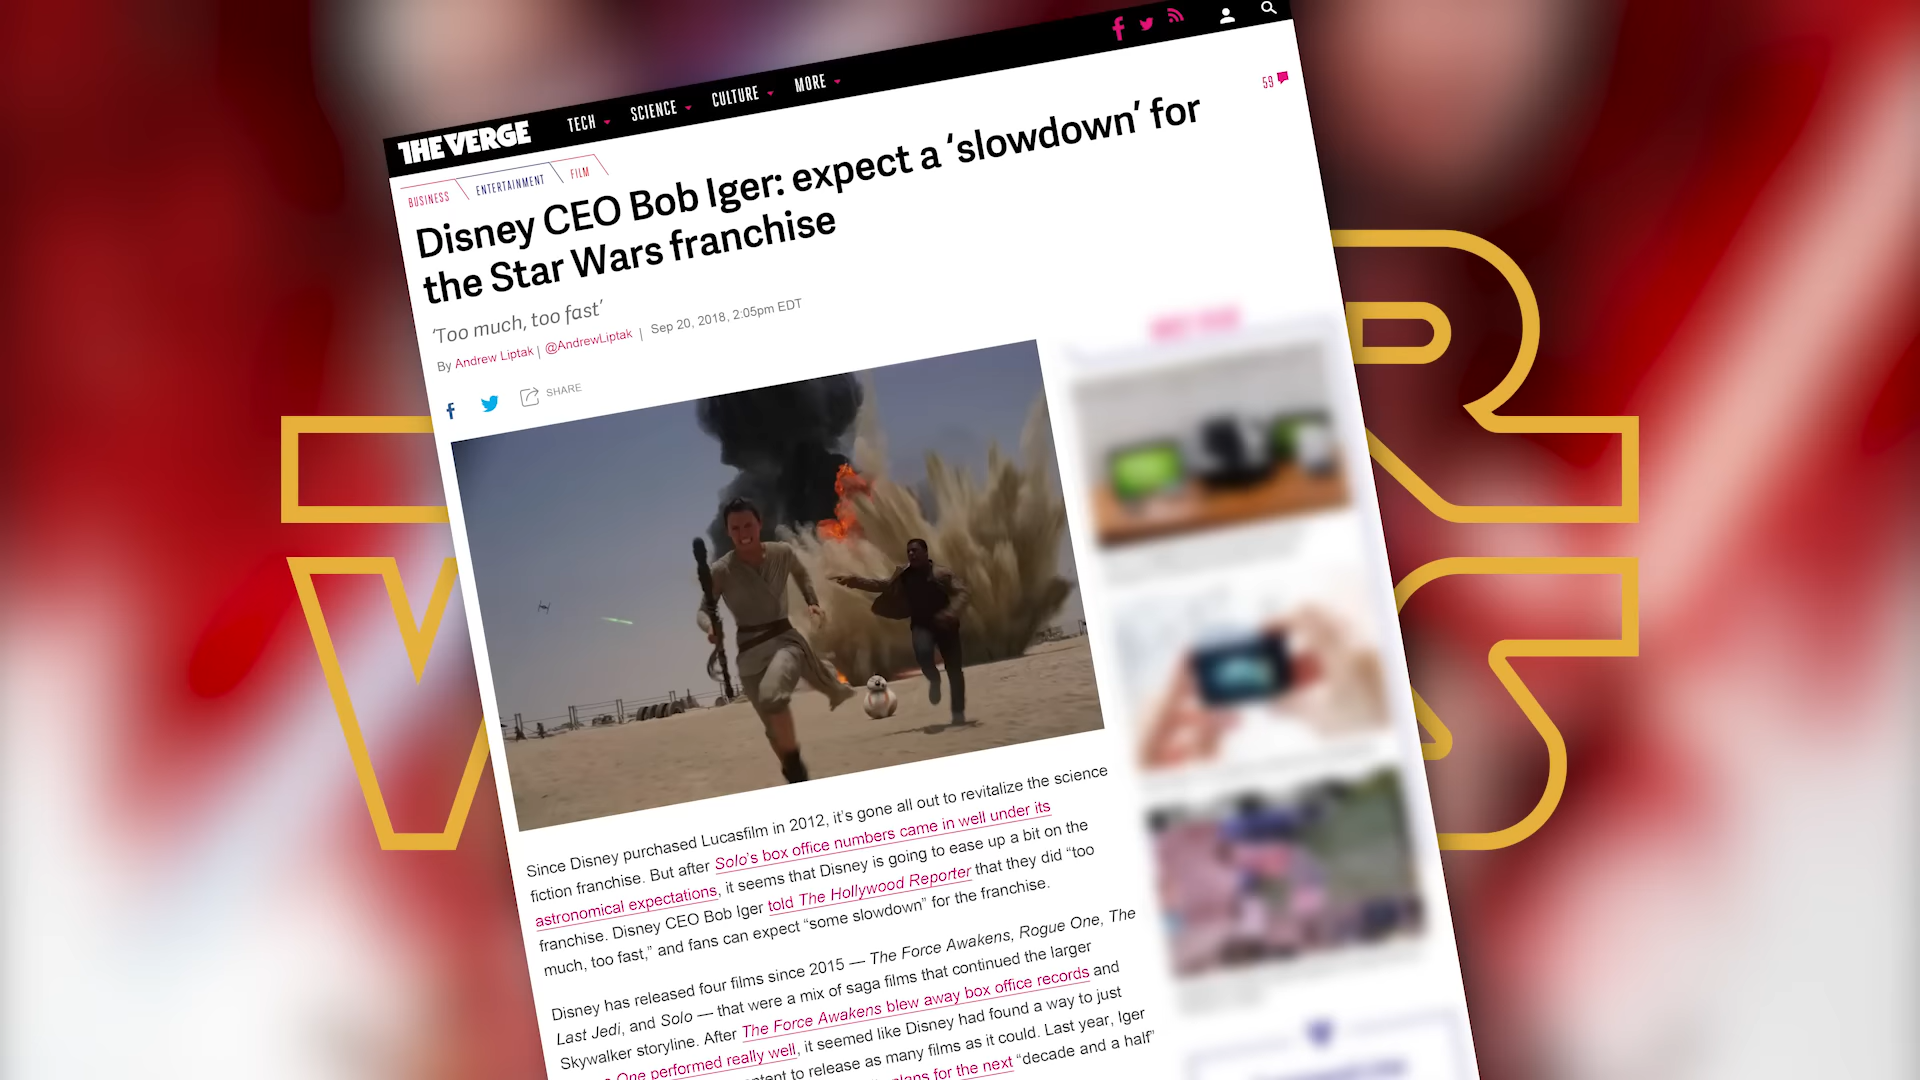 THE VERGE
TECH
SCIENCE
CULTURE
MORE
59
BUSINESS
ENTERTAINMENT
FILM
Disney CEO Bob Iger: expect a ‘slowdown’ for
the Star Wars franchise
‘Too much, too fast’
By Andrew Liptak | @AndrewLiptak | Sep 20, 2018, 2:05pm EDT
SHARE
Since Disney purchased Lucasfilm in 2012, it’s gone all out to revitalize the science
fiction franchise. But after Solo’s box office numbers came in well under its
astronomical expectations, it seems that Disney is going to ease up a bit on the
franchise. Disney CEO Bob Iger told The Hollywood Reporter that they did “too
much, too fast,” and fans can expect “some slowdown” for the franchise.
Disney has released four films since 2015 — The Force Awakens, Rogue One, The
Last Jedi, and Solo — that were a mix of saga films that continued the larger
Skywalker storyline. After The Force Awakens blew away box office records and
One performed really well, it seemed like Disney had found a way to just
to release as many films as it could. Last year, Iger
plans for the next “decade and a half”